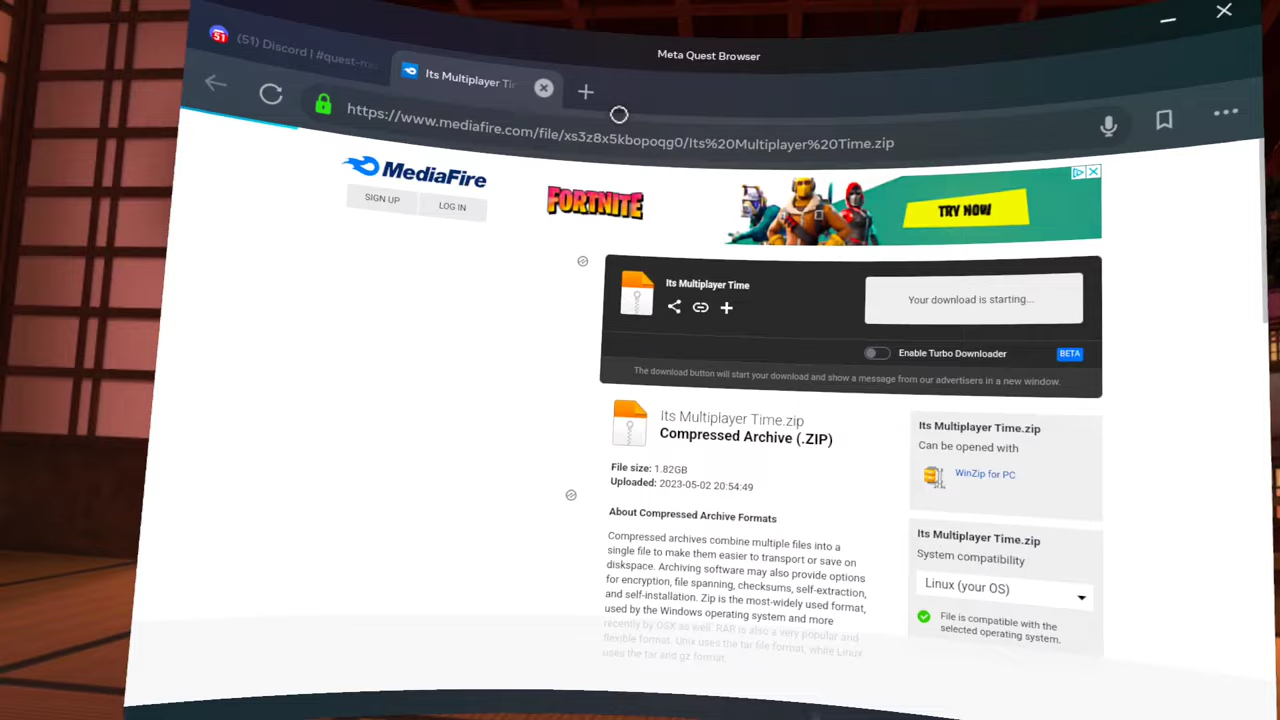 Meta Quest Browser
51
(51) Discord | #quest-m
Its Multiplayer Ti
https://www.mediafire.com/file/xs3z8x5kbopoqg0/Its%20Multiplayer%20Time.zip
MediaFire
SIGN UP
LOG IN
FORTNITE
TRY NOW
Its Multiplayer Time
Your download is starting...
Enable Turbo Downloader
BETA
The download button will start your download and show a message from our advertisers in a new window.
Its Multiplayer Time.zip
Compressed Archive (.ZIP)
File size: 1.82GB
Uploaded: 2023-05-02 20:54:49
About Compressed Archive Formats
Compressed archives combine multiple files into a
single file to make them easier to transport or save on
diskspace. Archiving software may also provide options
for encryption, file spanning, checksums, self-extraction,
and self-installation. Zip is the most-widely used format,
used by the Windows operating system and more
recently by OSX as well. RAR is also a very popular and
flexible format. Unix uses the tar file format, while Linux
uses the tar and gz format.
Its Multiplayer Time.zip
Can be opened with
WinZip for PC
Its Multiplayer Time.zip
System compatibility
Linux (your OS)
File is compatible with the
selected operating system.